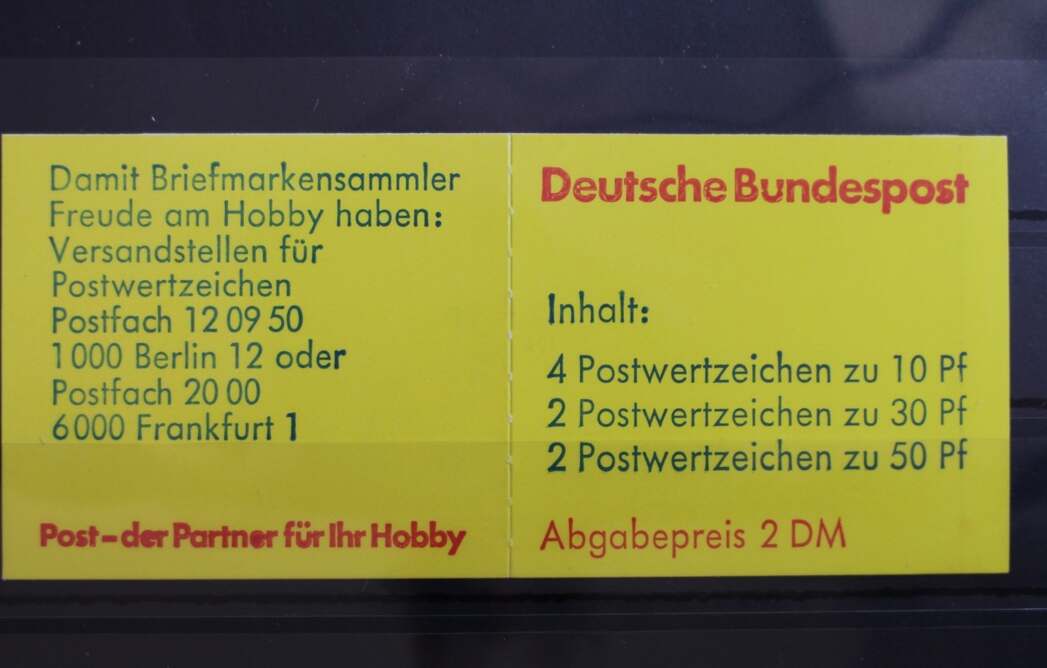 Damit Briefmarkensammler
Freude am Hobby haben:
Versandstellen für
Postwertzeichen
Postfach 12 09 50
1000 Berlin 12 oder
Postfach 20 00
6000 Frankfurt 1
Post–der Partner für Ihr Hobby
Deutsche Bundespost
Inhalt:
4 Postwertzeichen zu 10 Pf
2 Postwertzeichen zu 30 Pf
2 Postwertzeichen zu 50 Pf
Abgabepreis 2 DM